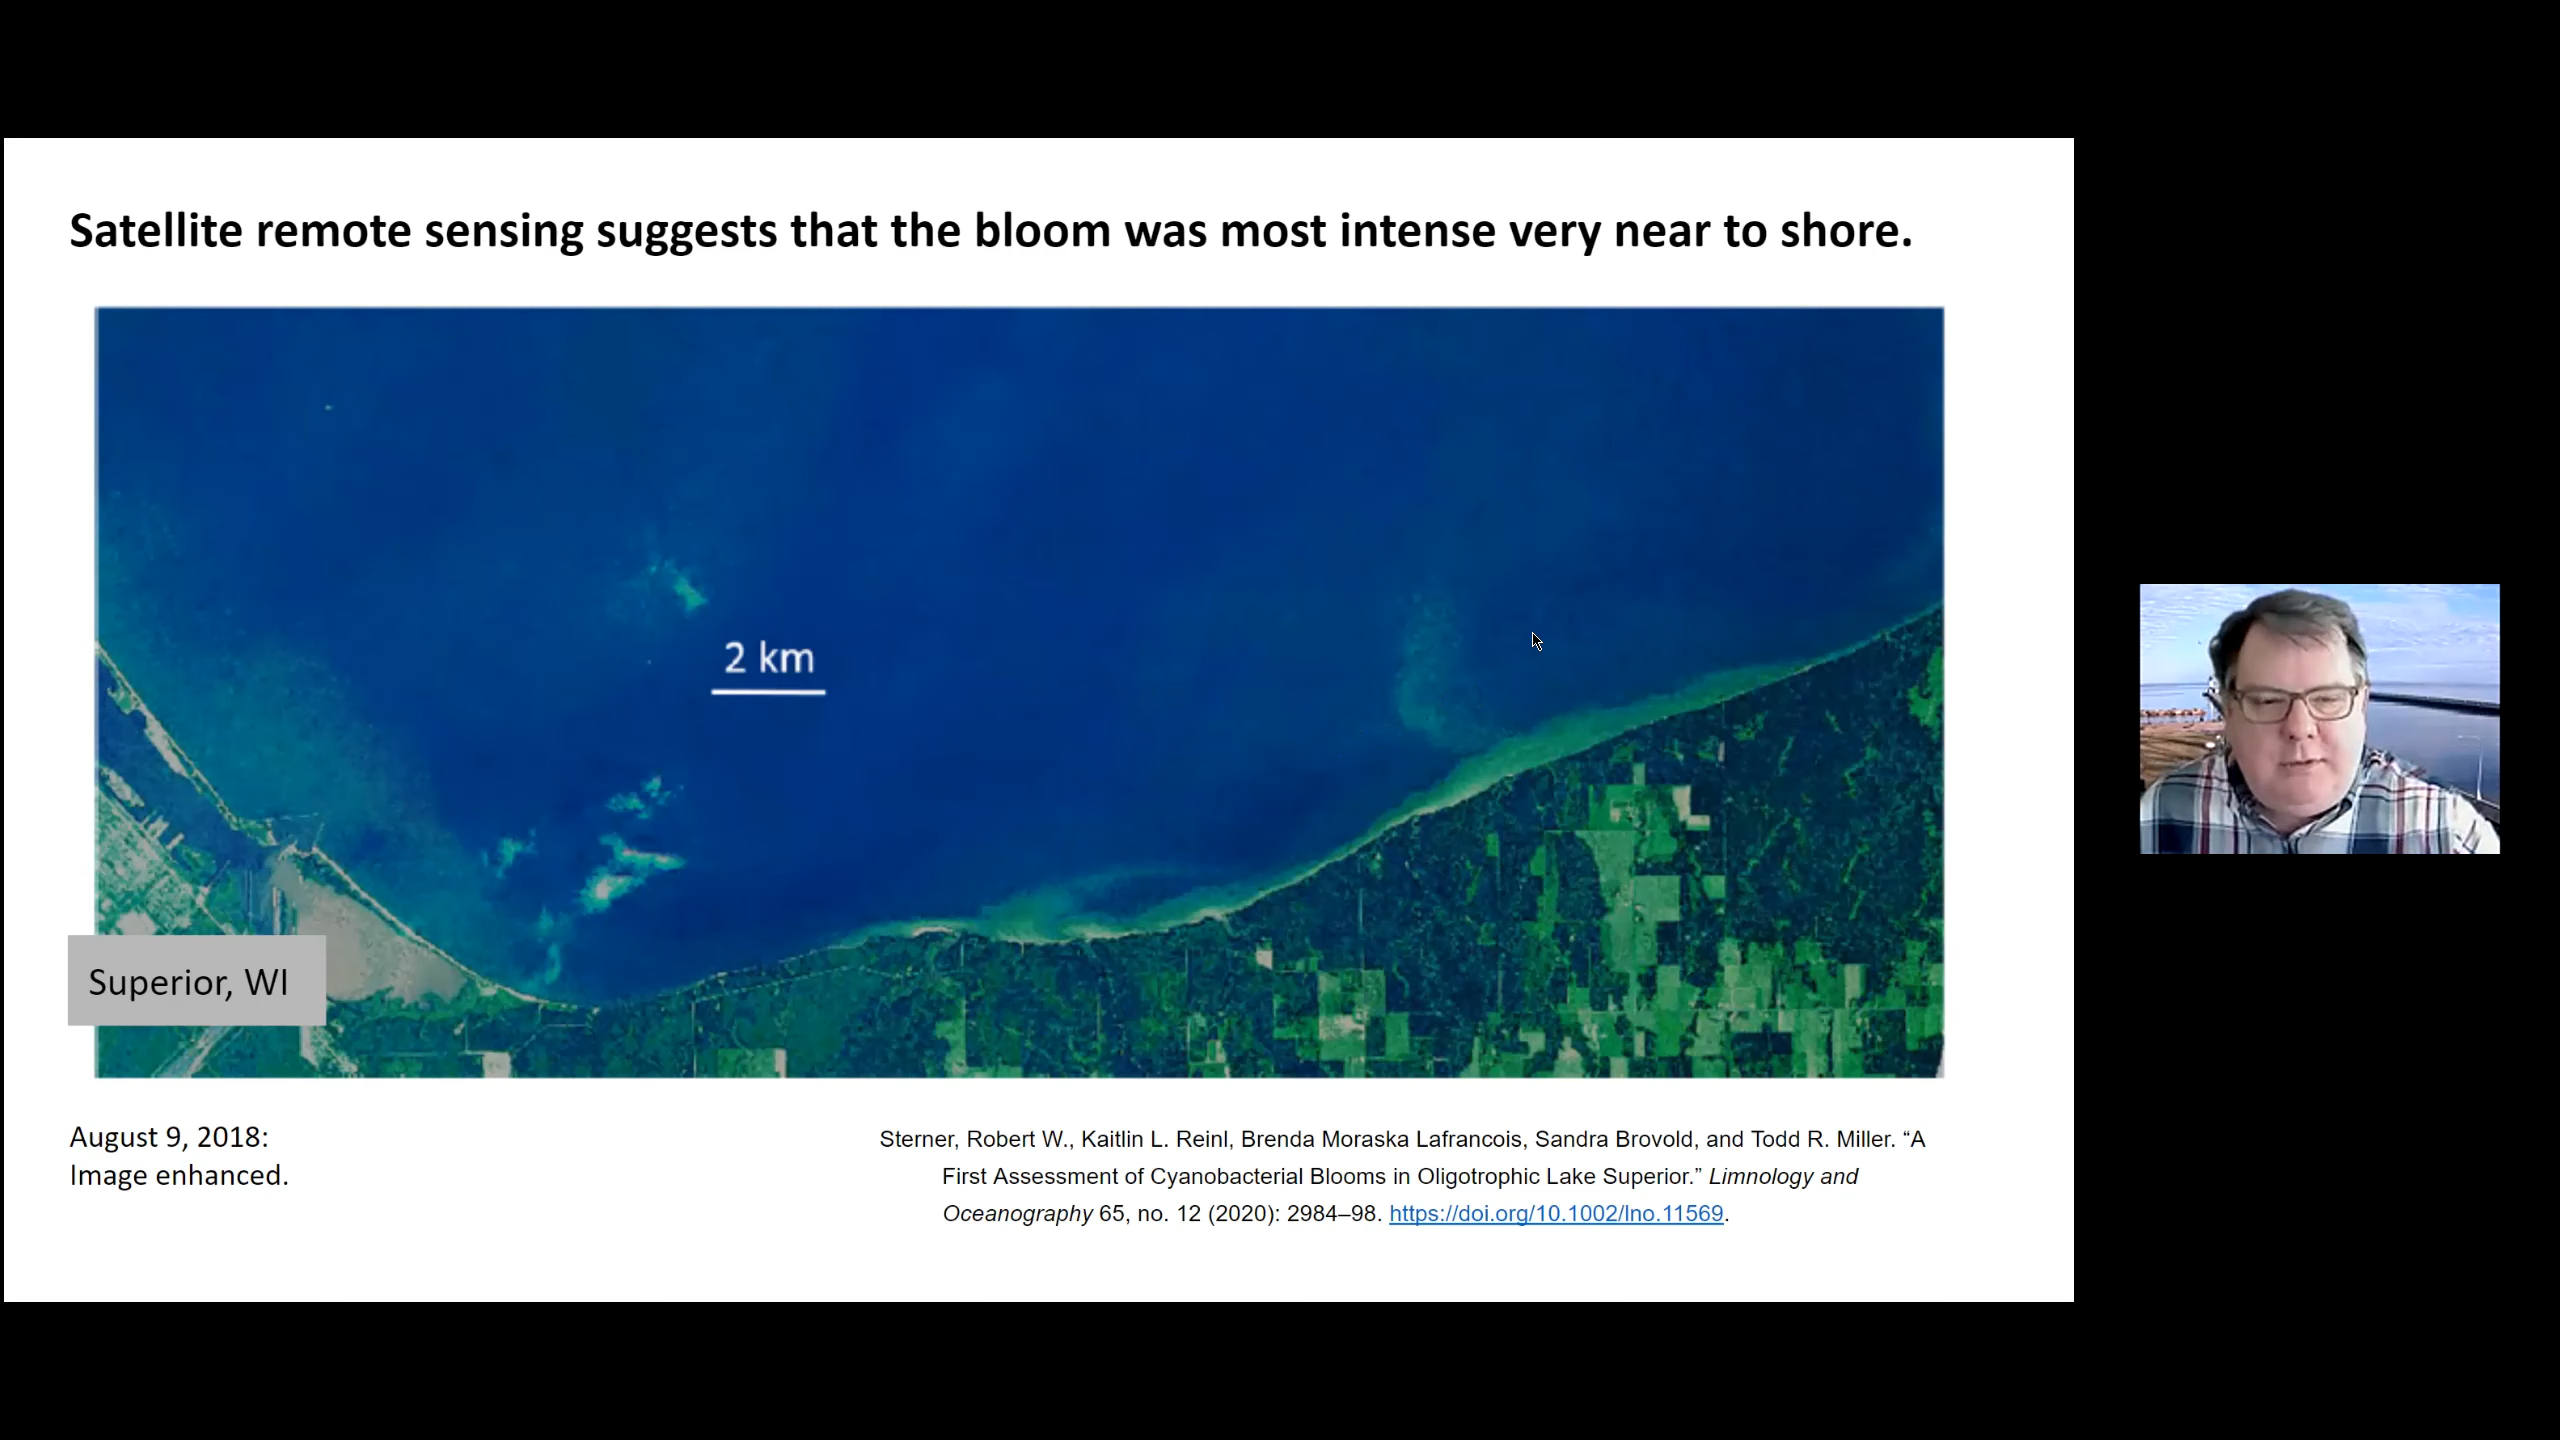 Satellite remote sensing suggests that the bloom was most intense very near to shore.
2 km
Superior, WI
August 9, 2018:
Image enhanced.
Sterner, Robert W., Kaitlin L. Reinl, Brenda Moraska Lafrancois, Sandra Brovold, and Todd R. Miller. “A
First Assessment of Cyanobacterial Blooms in Oligotrophic Lake Superior.” Limnology and
Oceanography 65, no. 12 (2020): 2984–98. https://doi.org/10.1002/lno.11569.